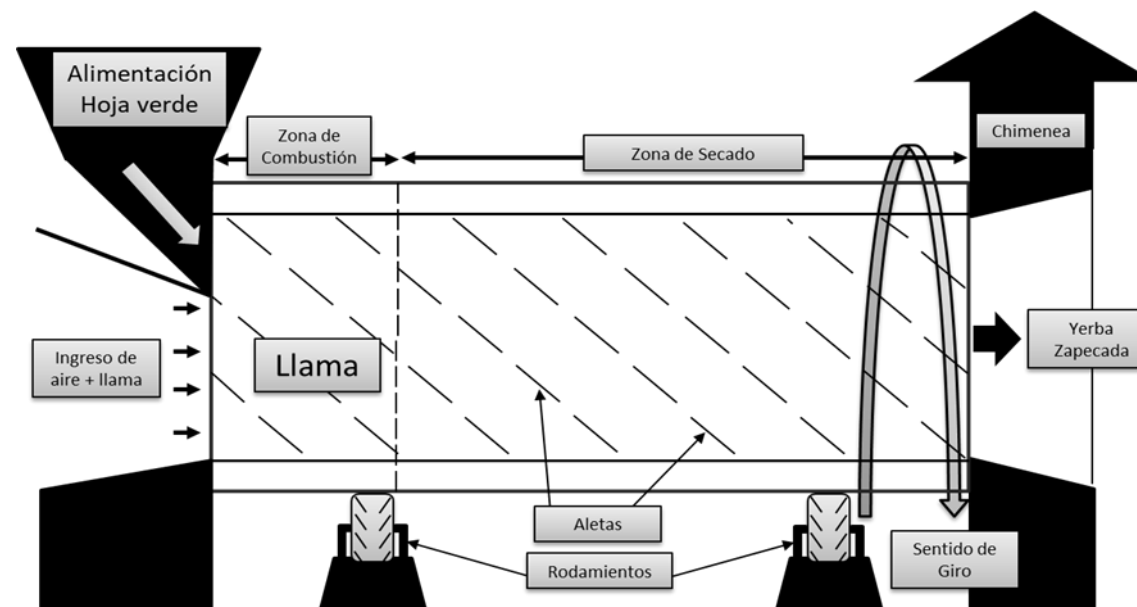 Alimentación
Hoja verde
Zona de
Combustión
Zona de Secado
Chimenea
Ingreso de
aire + llama
Llama
Yerba
Zapecada
Aletas
Rodamientos
Sentido de
Giro